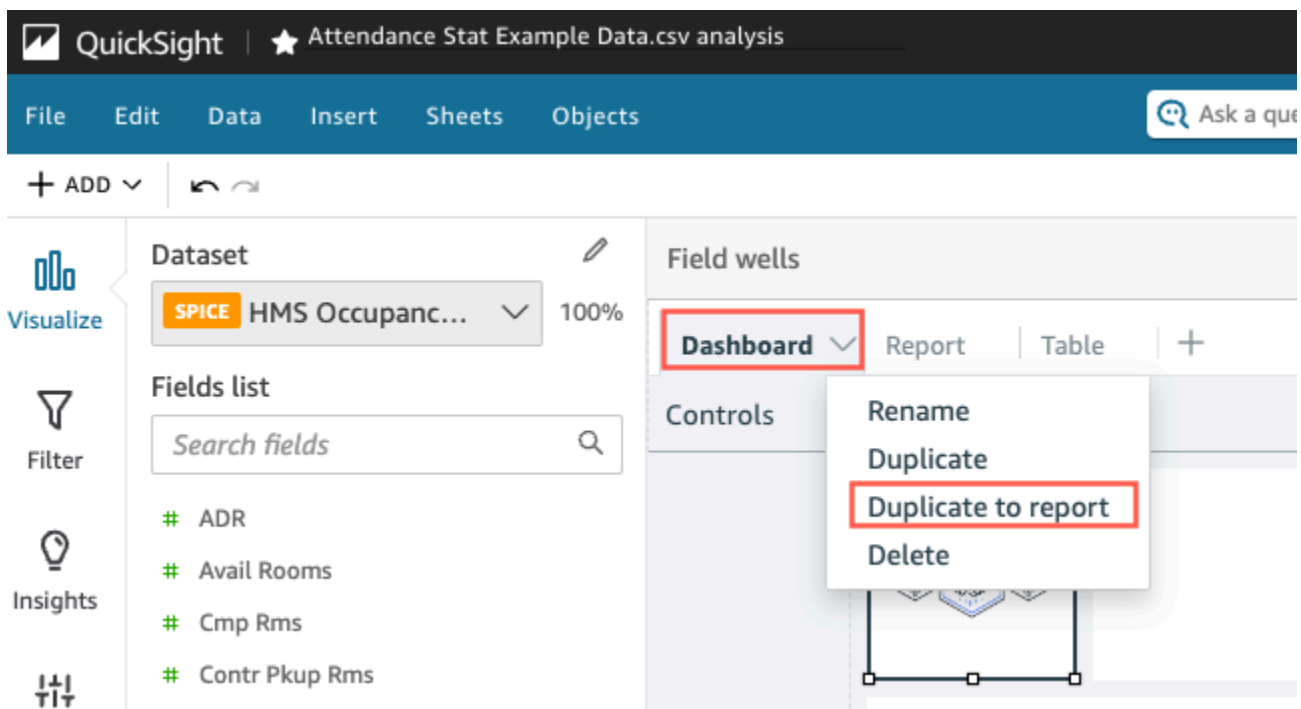 QuickSight | Attendance Stat Example Data.csv analysis
File Edit Data Insert Sheets Objects Ask a que
+ ADD
Visualize
Filter
Insights
Dataset
SPICE HMS Occupanc... 100%
Fields list
Search fields
# ADR
# Avail Rooms
# Cmp Rms
# Contr Pkup Rms
Field wells
Dashboard Report Table +
Controls
Rename
Duplicate
Duplicate to report
Delete